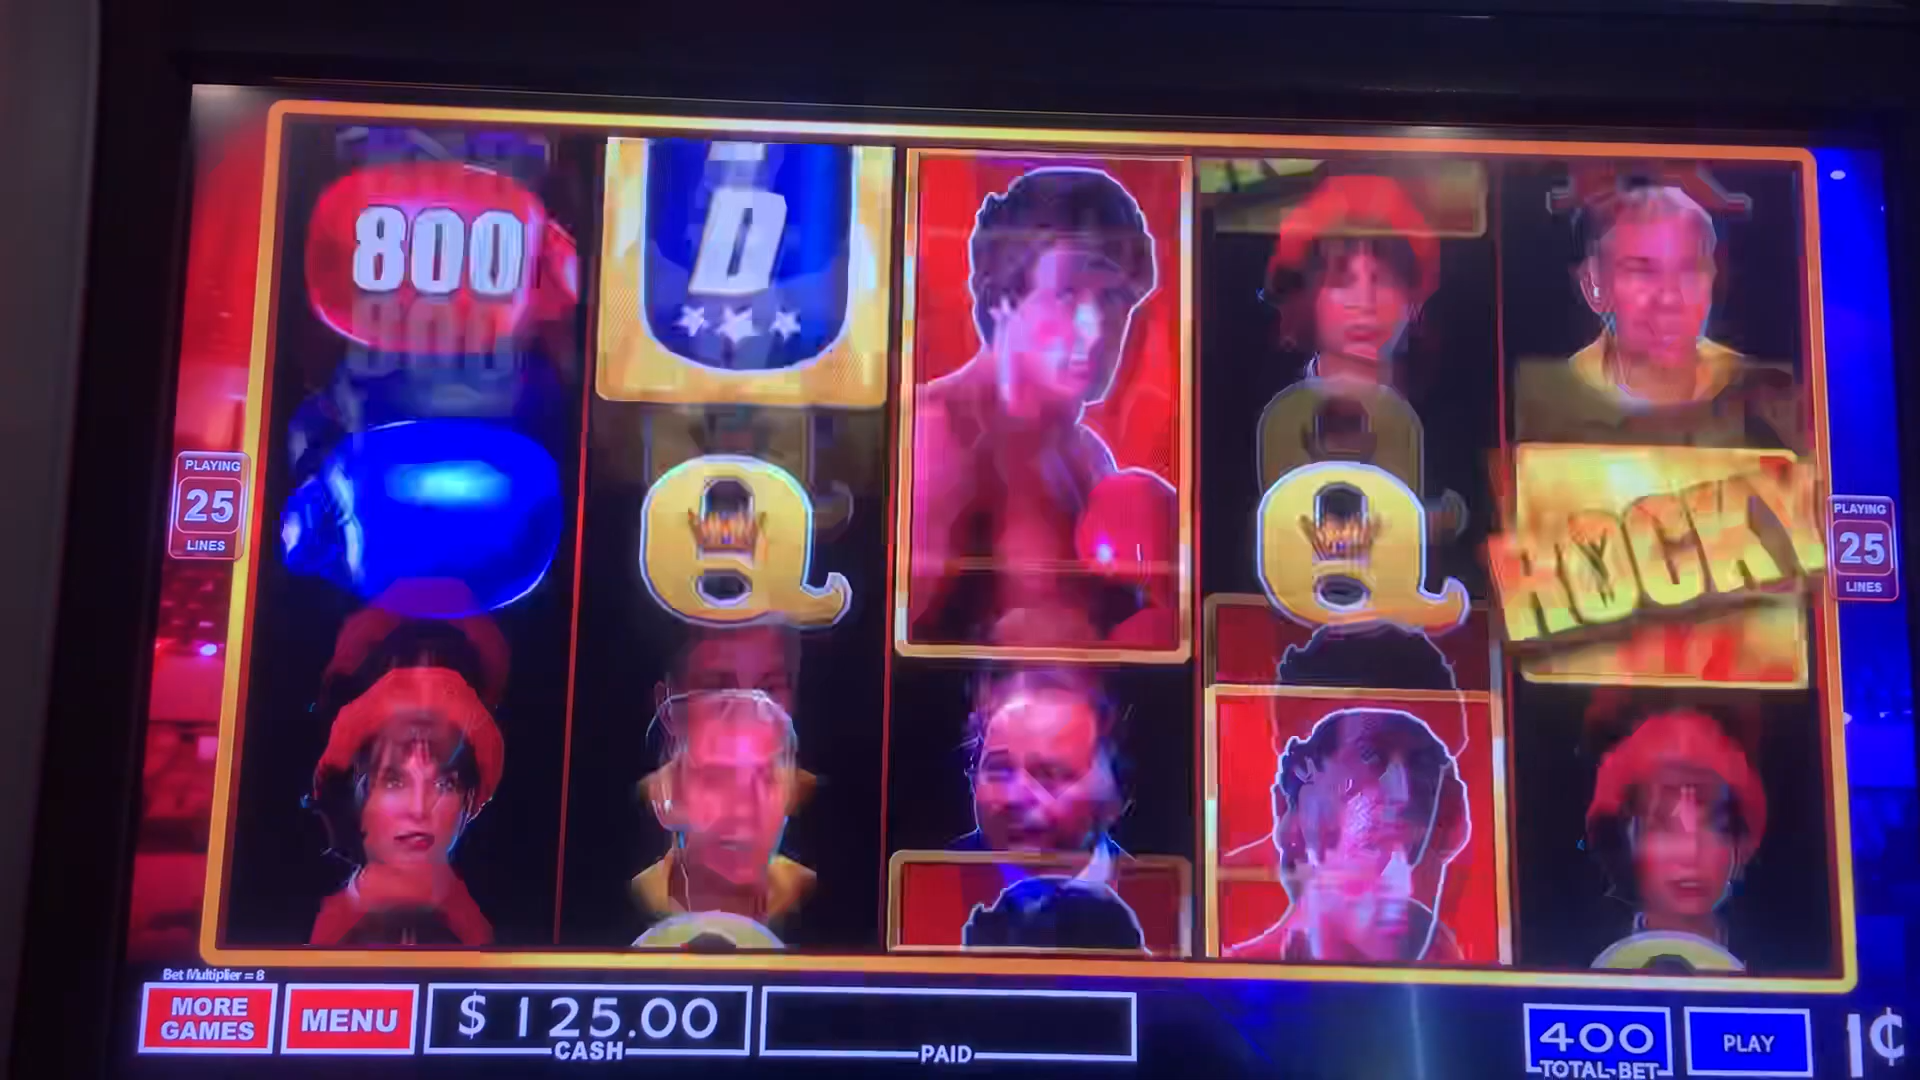 800
D
Q
Q
ROCKY
PLAYING
25
LINES
PLAYING
25
LINES
Bet Multiplier = 8
MORE
GAMES
MENU
$ 125.00
CASH
PAID
400
TOTAL-BET
PLAY
1¢